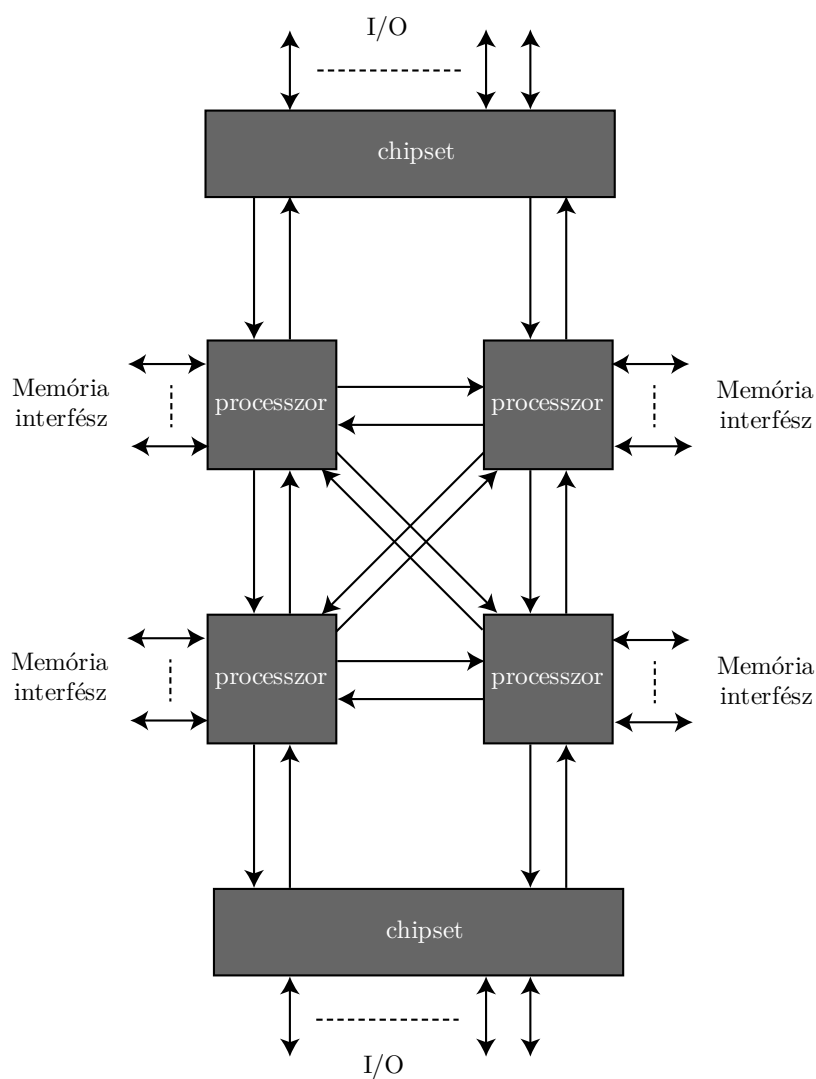 I/O
chipset
processzor
processzor
Memória
interfész
Memória
interfész
processzor
processzor
Memória
interfész
Memória
interfész
chipset
I/O